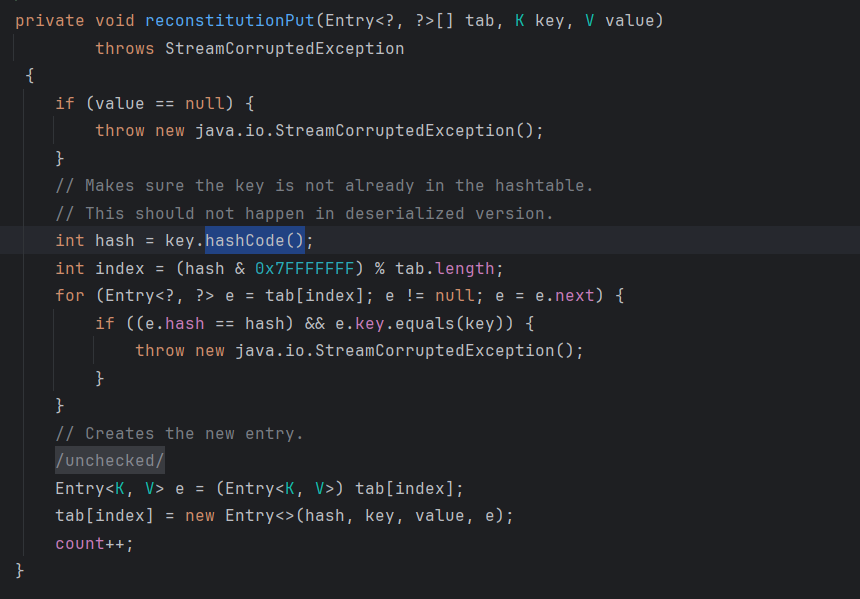 private void reconstitutionPut(Entry<?, ?>[] tab, K key, V value)
        throws StreamCorruptedException
 {
    if (value == null) {
        throw new java.io.StreamCorruptedException();
    }
    // Makes sure the key is not already in the hashtable.
    // This should not happen in deserialized version.
    int hash = key.hashCode();
    int index = (hash & 0x7FFFFFFF) % tab.length;
    for (Entry<?, ?> e = tab[index]; e != null; e = e.next) {
        if ((e.hash == hash) && e.key.equals(key)) {
            throw new java.io.StreamCorruptedException();
        }
    }
    // Creates the new entry.
    /unchecked/
    Entry<K, V> e = (Entry<K, V>) tab[index];
    tab[index] = new Entry<>(hash, key, value, e);
    count++;
}